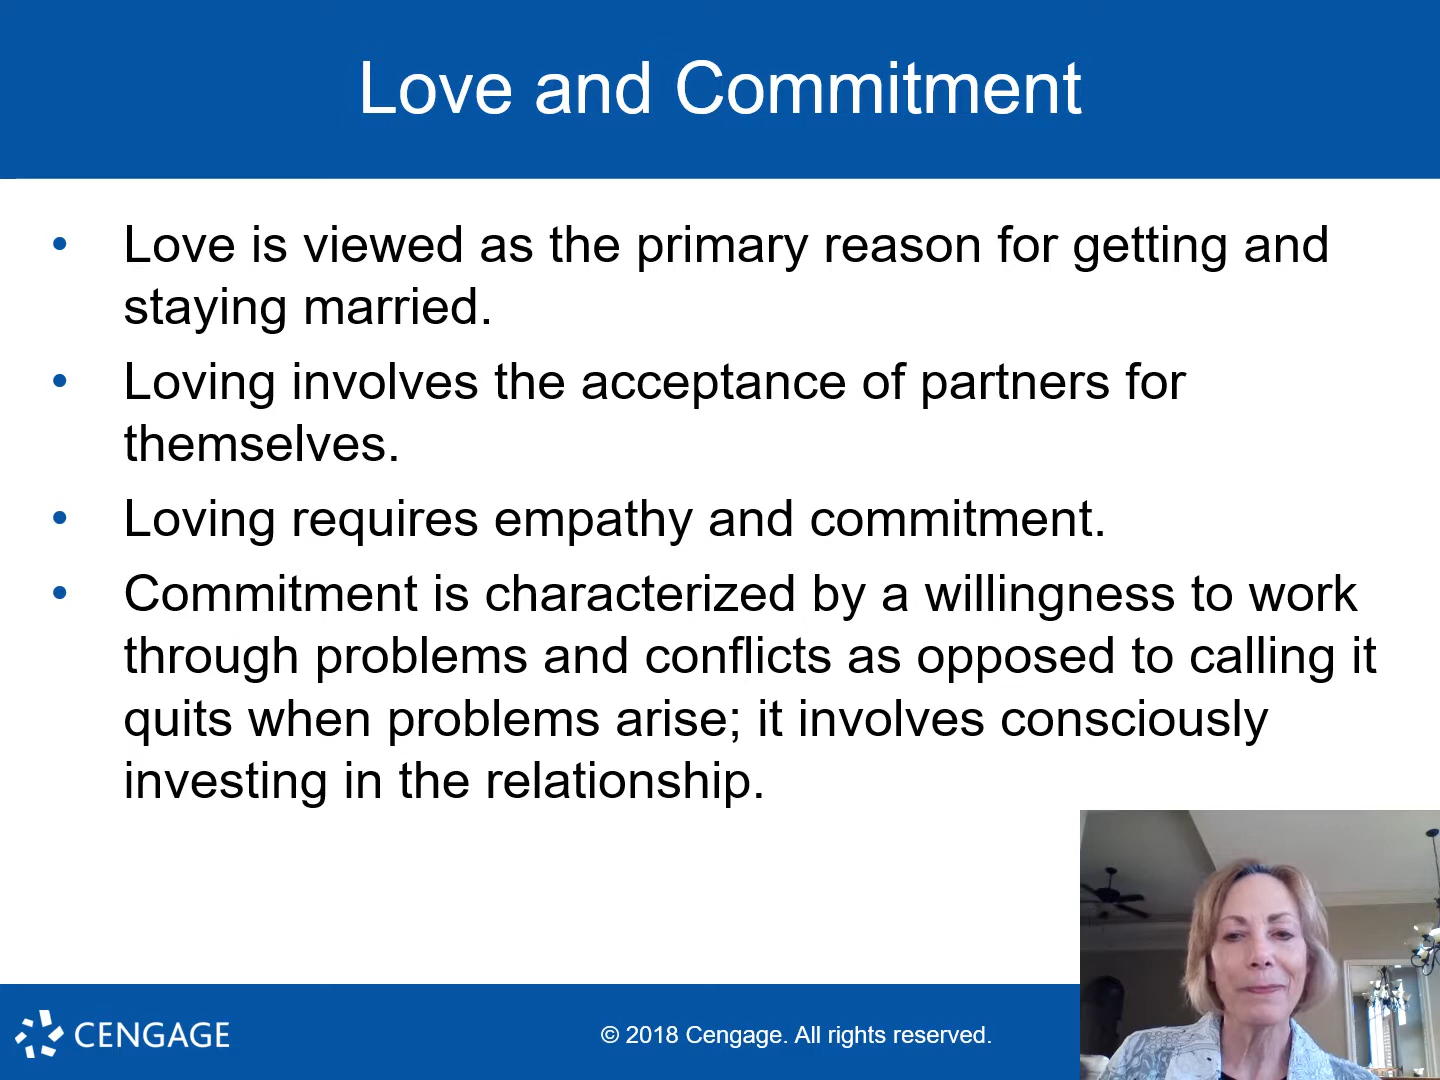 Love and Commitment
• Love is viewed as the primary reason for getting and
staying married.
• Loving involves the acceptance of partners for
themselves.
• Loving requires empathy and commitment.
• Commitment is characterized by a willingness to work
through problems and conflicts as opposed to calling it
quits when problems arise; it involves consciously
investing in the relationship.
CENGAGE
© 2018 Cengage. All rights reserved.